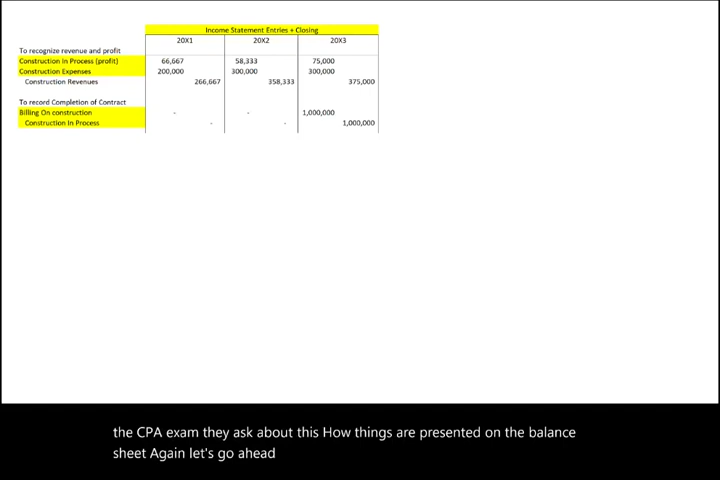 Income Statement Entries + Closing
20X1 20X2 20X3
To recognize revenue and profit
Construction In Process (profit) 66,667 58,333 75,000
Construction Expenses 200,000 300,000 300,000
Construction Revenues 266,667 358,333 375,000
To record Completion of Contract
Billing On construction - - 1,000,000
Construction In Process - - 1,000,000
the CPA exam they ask about this How things are presented on the balance
sheet Again let's go ahead